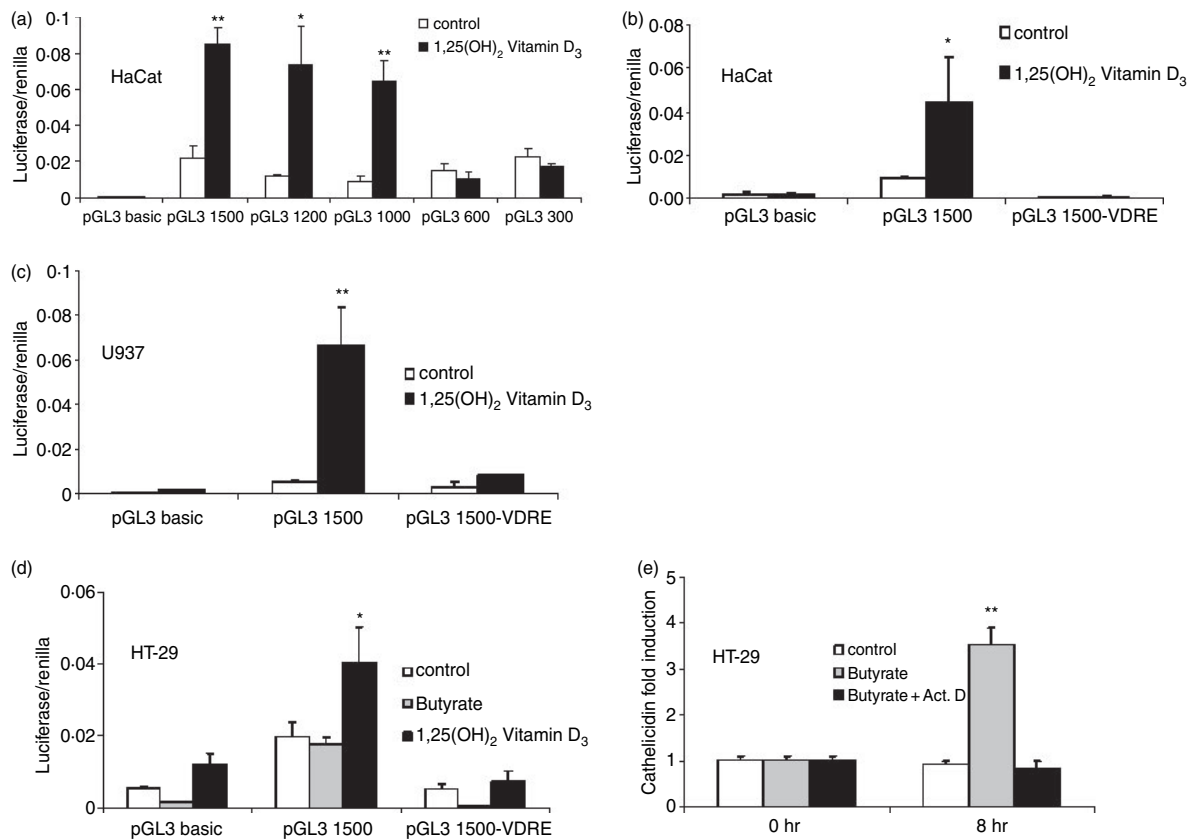 (a)
0·1
0·08
0·06
0·04
0·02
0
Luciferase/renilla
HaCat
** * **
control
1,25(OH)2 Vitamin D3
pGL3 basic pGL3 1500 pGL3 1200 pGL3 1000 pGL3 600 pGL3 300
(b)
0·08
0·06
0·04
0.02
0.00
Luciferase/renilla
HaCat
*
control
1,25(OH)2 Vitamin D3
pGL3 basic pGL3 1500 pGL3 1500-VDRE
(c)
0·1
0·08
0·06
0·04
0·02
0
Luciferase/renilla
U937
**
control
1,25(OH)2 Vitamin D3
pGL3 basic pGL3 1500 pGL3 1500-VDRE
(d)
0·06
0·04
0·02
0
Luciferase/renilla
HT-29
*
control
Butyrate
1,25(OH)2 Vitamin D3
pGL3 basic pGL3 1500 pGL3 1500-VDRE
(e)
5
4
3
2
1
0
Cathelicidin fold induction
HT-29
**
control
Butyrate
Butyrate + Act. D
0 hr 8 hr